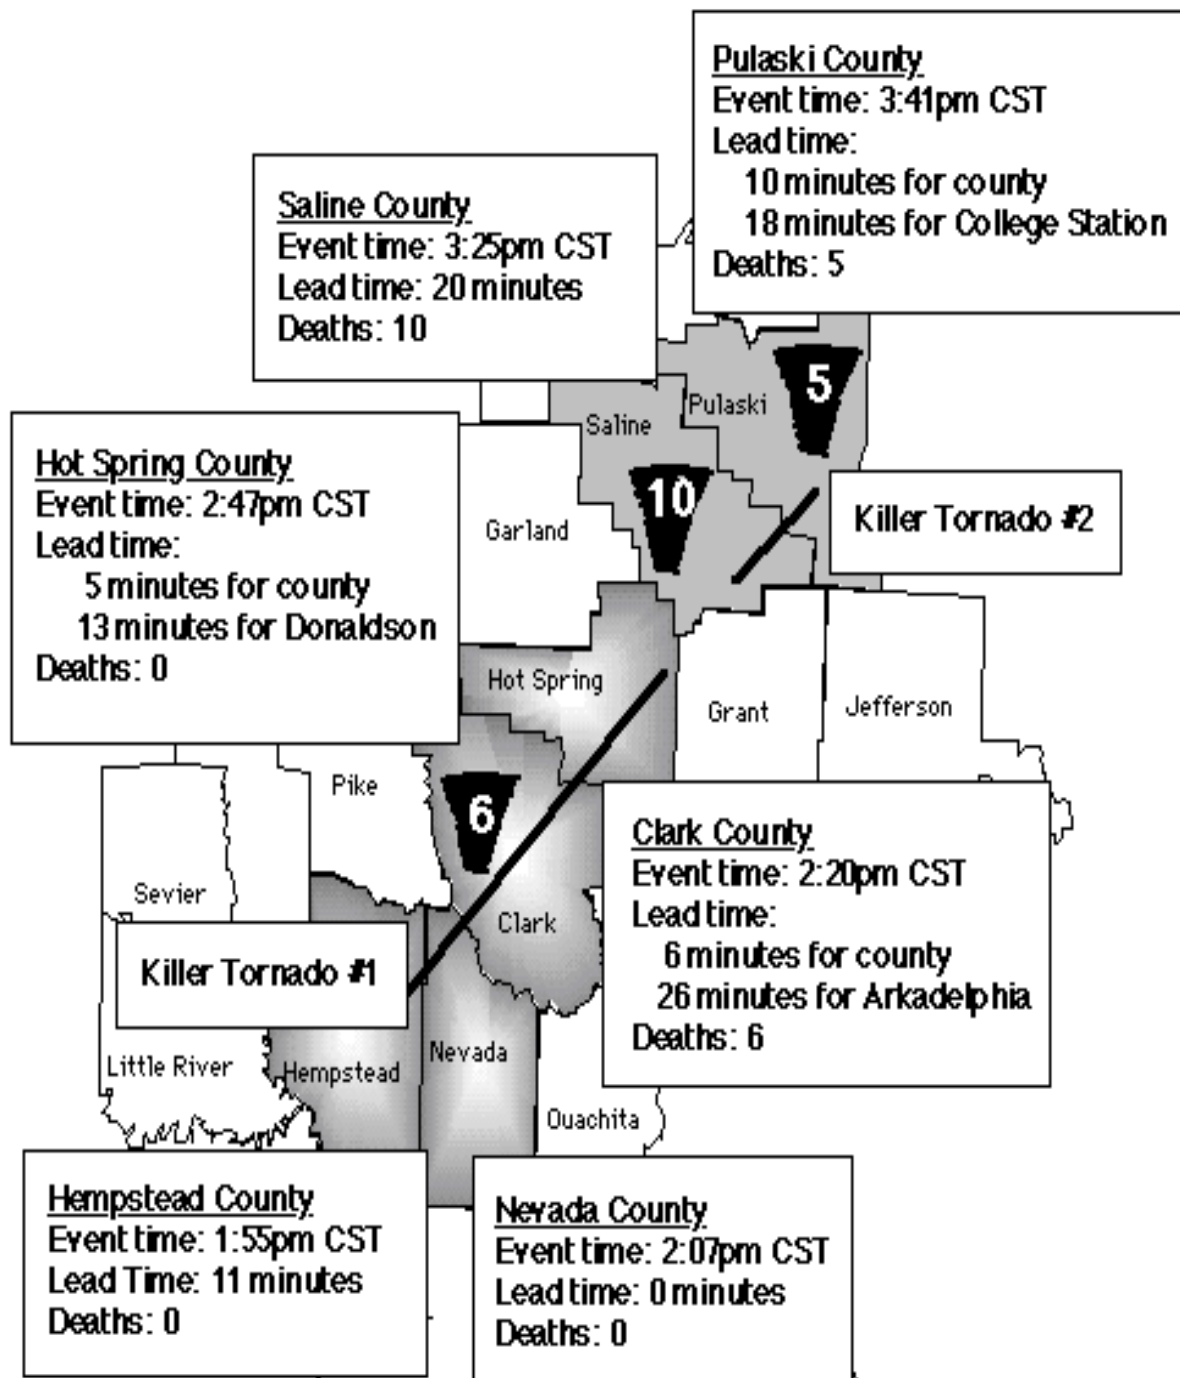 Pulaski County
Event time: 3:41pm CST
Lead time:
10 minutes for county
18 minutes for College Station
Deaths: 5
Saline County
Event time: 3:25pm CST
Lead time: 20 minutes
Deaths: 10
Hot Spring County
Event time: 2:47pm CST
Lead time:
5 minutes for county
13 minutes for Donaldson
Deaths: 0
5
Pulaski
Saline
10
Killer Tornado #2
Garland
Hot Spring
Grant
Jefferson
Pike
6
Clark County
Event time: 2:20pm CST
Lead time:
6 minutes for county
26 minutes for Arkadelphia
Deaths: 6
Sevier
Clark
Killer Tornado #1
Little River
Hempstead
Nevada
Ouachita
Hempstead County
Event time: 1:55pm CST
Lead Time: 11 minutes
Deaths: 0
Nevada County
Event time: 2:07pm CST
Lead time: 0 minutes
Deaths: 0